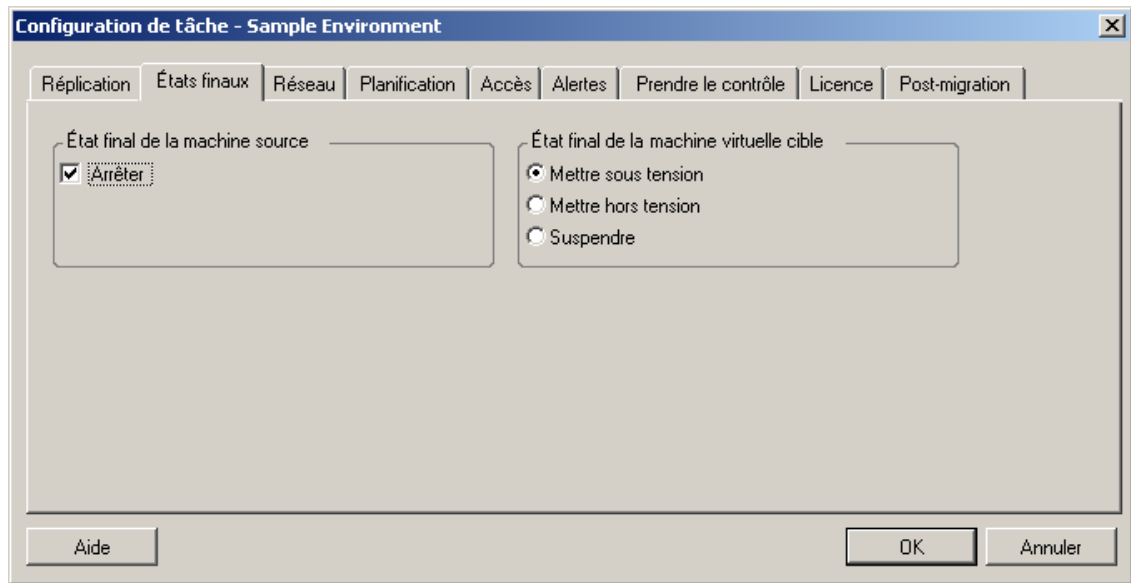 Configuration de tâche - Sample Environment
Réplication États finaux Réseau Planification Accès Alertes Prendre le contrôle Licence Post-migration
État final de la machine source
Arrêter
État final de la machine virtuelle cible
Mettre sous tension
Mettre hors tension
Suspendre
Aide OK Annuler